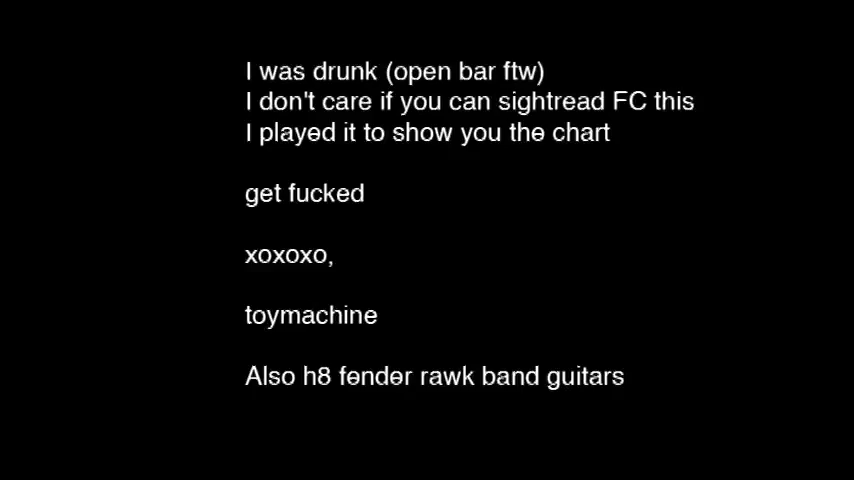 I was drunk (open bar ftw)
I don't care if you can sightread FC this
I played it to show you the chart
get fucked
xoxoxo,
toymachine
Also h8 fender rawk band guitars